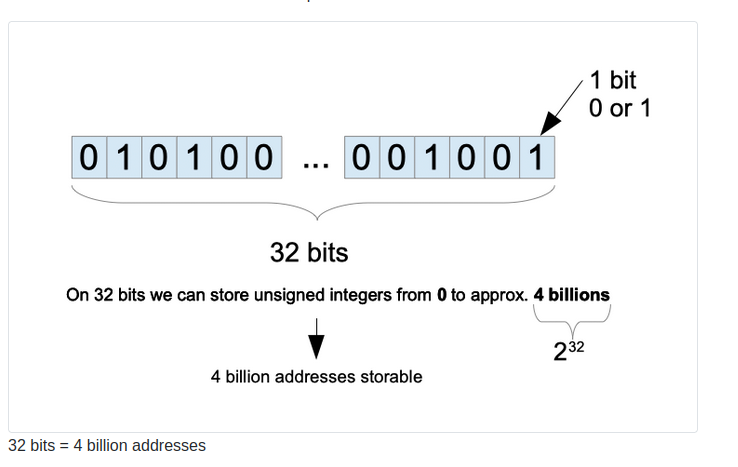 1 bit
0 or 1
0 1 0 1 0 0 ... 0 0 1 0 0 1
32 bits
On 32 bits we can store unsigned integers from 0 to approx. 4 billions
2³²
4 billion addresses storable
32 bits = 4 billion addresses